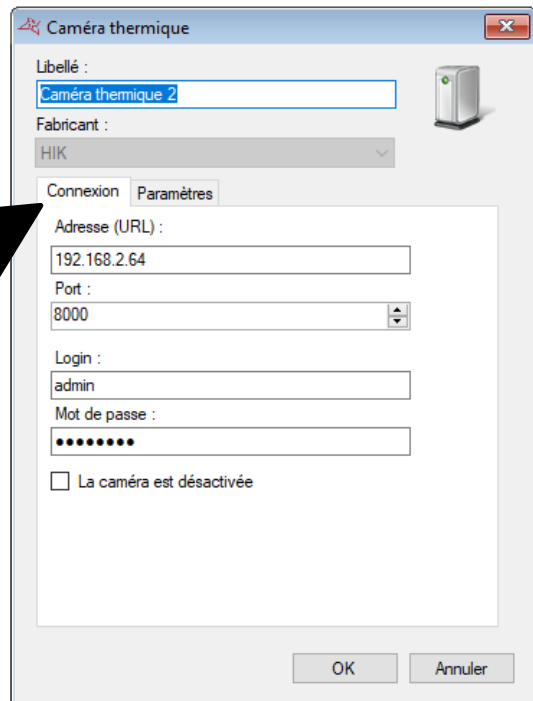 Caméra thermique
Libellé :
Caméra thermique 2
Fabricant :
HIK
Connexion Paramètres
Adresse (URL) :
192.168.2.64
Port :
8000
Login :
admin
Mot de passe :
●●●●●●●●
La caméra est désactivée
OK Annuler